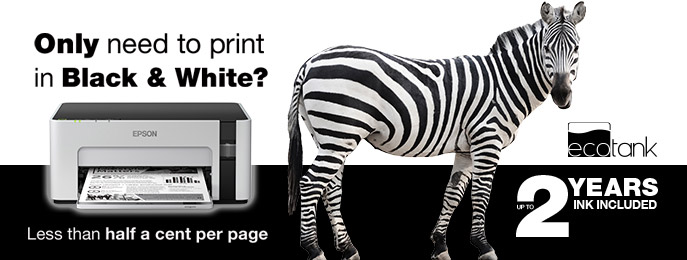 Only need to print
in Black & White?
EPSON
26%
Less than half a cent per page
ecotank
UP TO 2 YEARS
INK INCLUDED